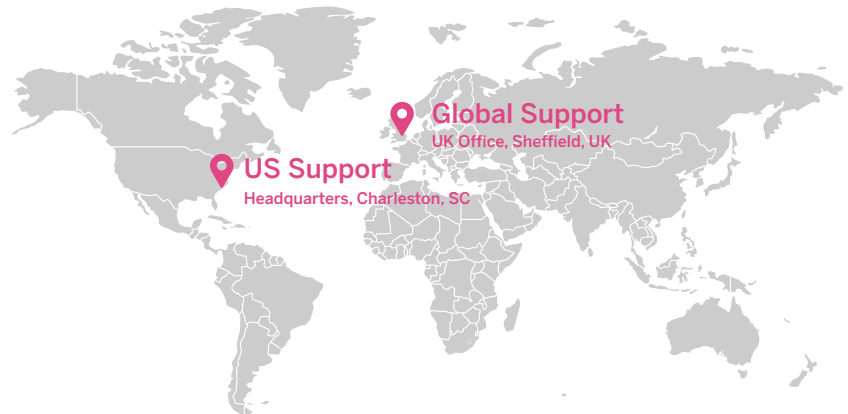 Global Support
UK Office, Sheffield, UK
US Support
Headquarters, Charleston, SC